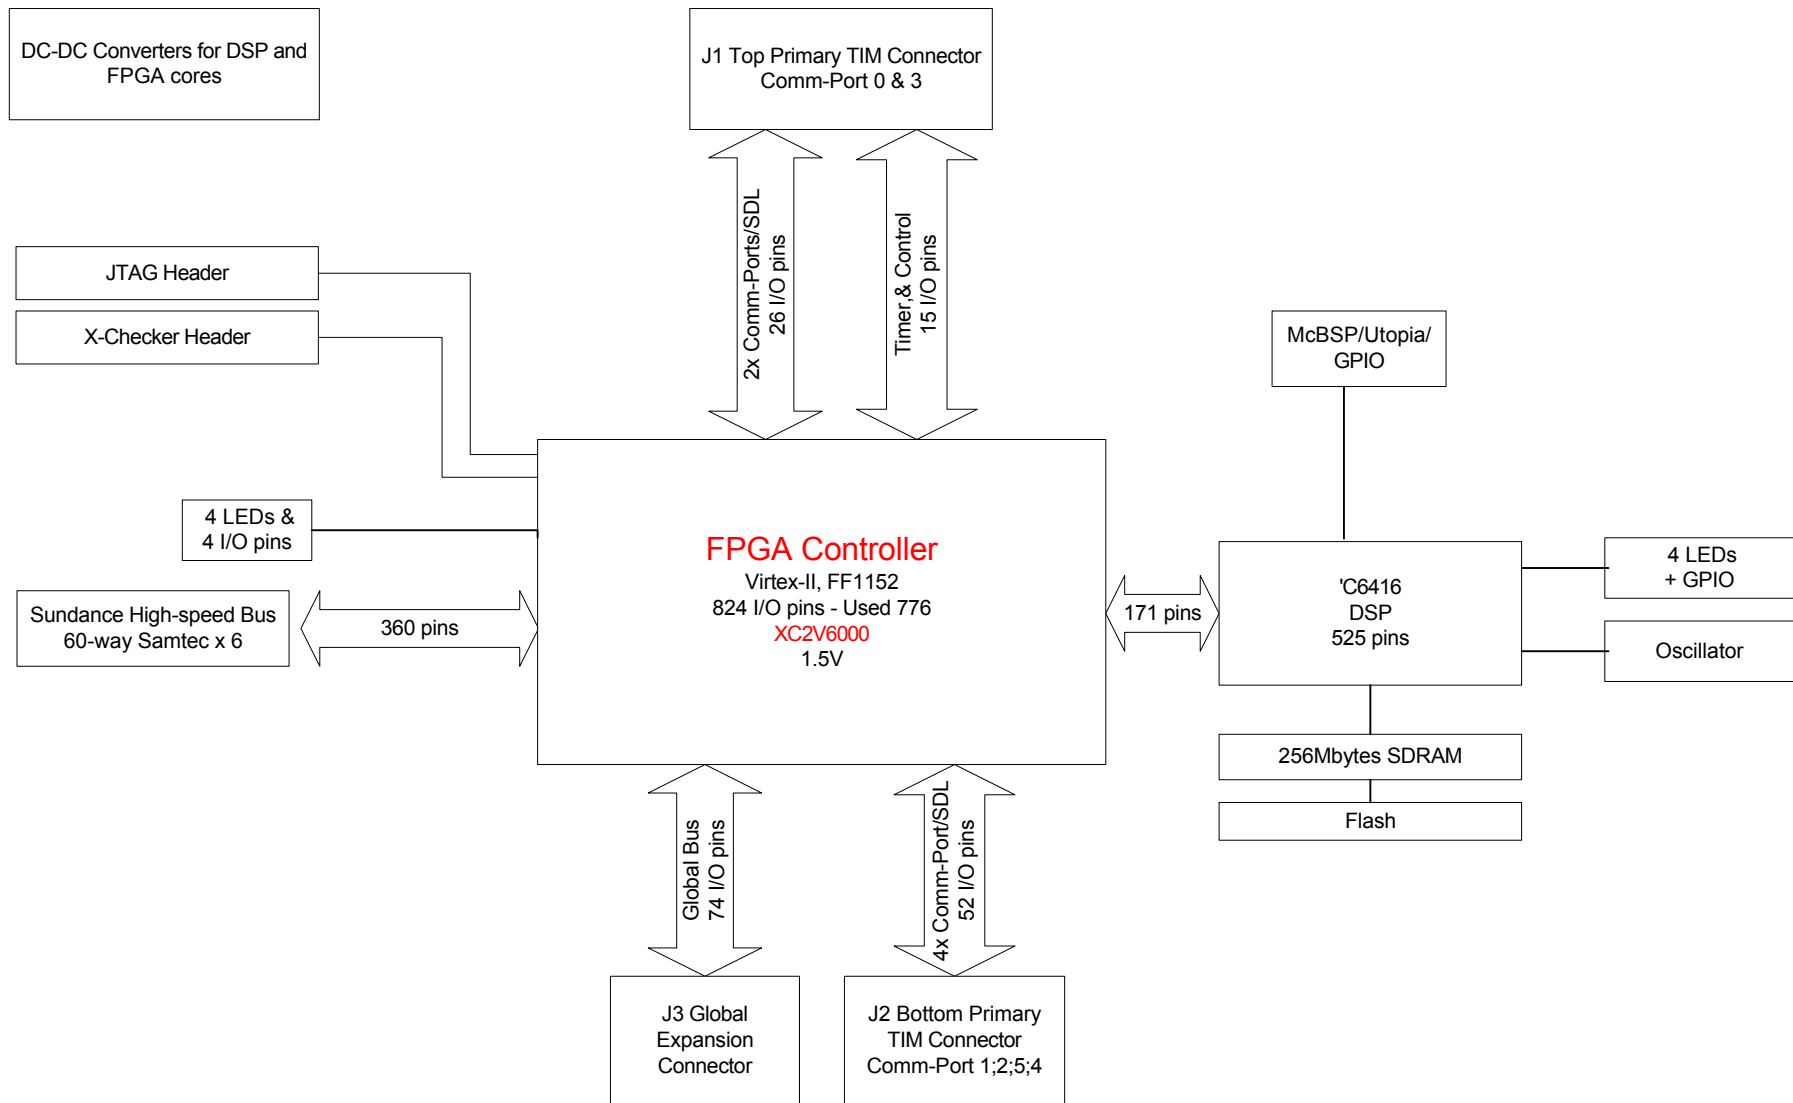 DC-DC Converters for DSP and
FPGA cores
J1 Top Primary TIM Connector
Comm-Port 0 & 3
2x Comm-Ports/SDL
26 I/O pins
Timer,& Control
15 I/O pins
JTAG Header
X-Checker Header
McBSP/Utopia/
GPIO
4 LEDs &
4 I/O pins
FPGA Controller
Virtex-II, FF1152
824 I/O pins - Used 776
XC2V6000
1.5V
Sundance High-speed Bus
60-way Samtec x 6
360 pins
171 pins
'C6416
DSP
525 pins
4 LEDs
+ GPIO
Oscillator
256Mbytes SDRAM
Flash
Global Bus
74 I/O pins
4x Comm-Port/SDL
52 I/O pins
J3 Global
Expansion
Connector
J2 Bottom Primary
TIM Connector
Comm-Port 1;2;5;4